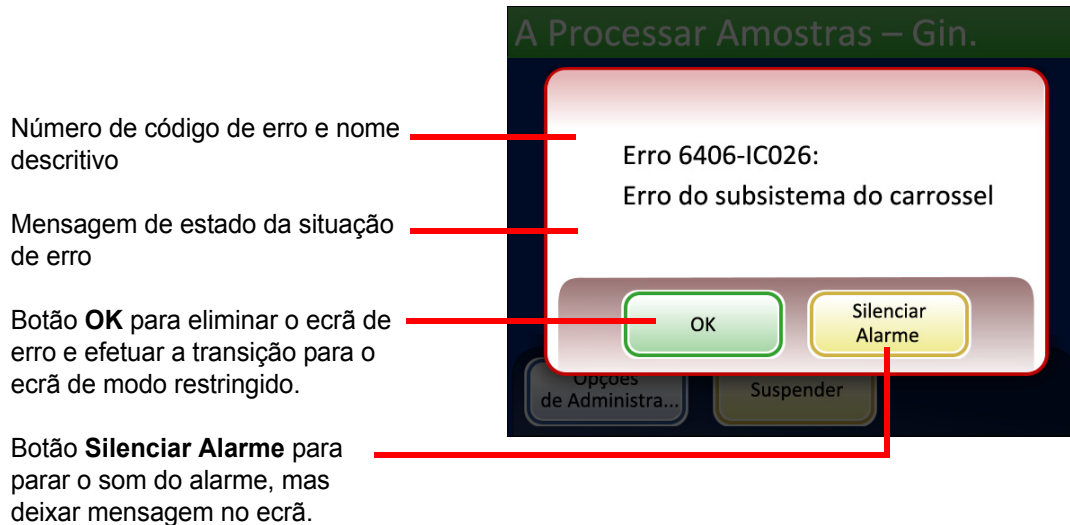 A Processar Amostras – Gin.
Número de código de erro e nome
descritivo
Erro 6406-IC026:
Erro do subsistema do carrossel
Mensagem de estado da situação
de erro
Botão OK para eliminar o ecrã de
erro e efetuar a transição para o
ecrã de modo restringido.
OK
Silenciar
Alarme
Opções
de Administra...
Suspender
Botão Silenciar Alarme para
parar o som do alarme, mas
deixar mensagem no ecrã.